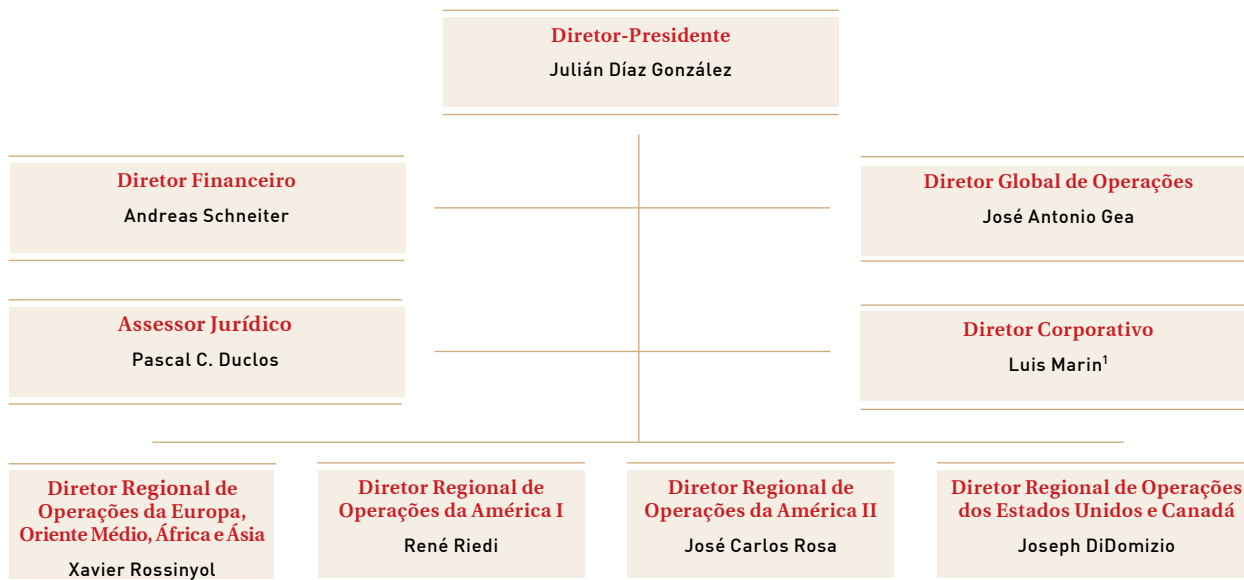 Diretor-Presidente
Julián Díaz González
Diretor Financeiro
Andreas Schneiter
Diretor Global de Operações
José Antonio Gea
Assessor Jurídico
Pascal C. Duclos
Diretor Corporativo
Luis Marin¹
Diretor Regional de
Operações da Europa,
Oriente Médio, África e Ásia
Xavier Rossinyol
Diretor Regional de
Operações da América I
René Riedi
Diretor Regional de
Operações da América II
José Carlos Rosa
Diretor Regional de Operações
dos Estados Unidos e Canadá
Joseph DiDomizio